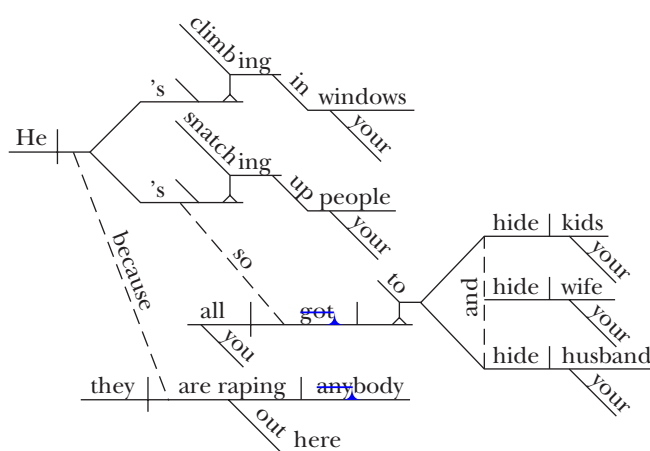 climbing
in
windows
your
's
He
snatching
up
people
your
's
because
so
to
and
hide
kids
your
hide
wife
your
hide
husband
your
all
got
you
they
are raping
anybody
out
here